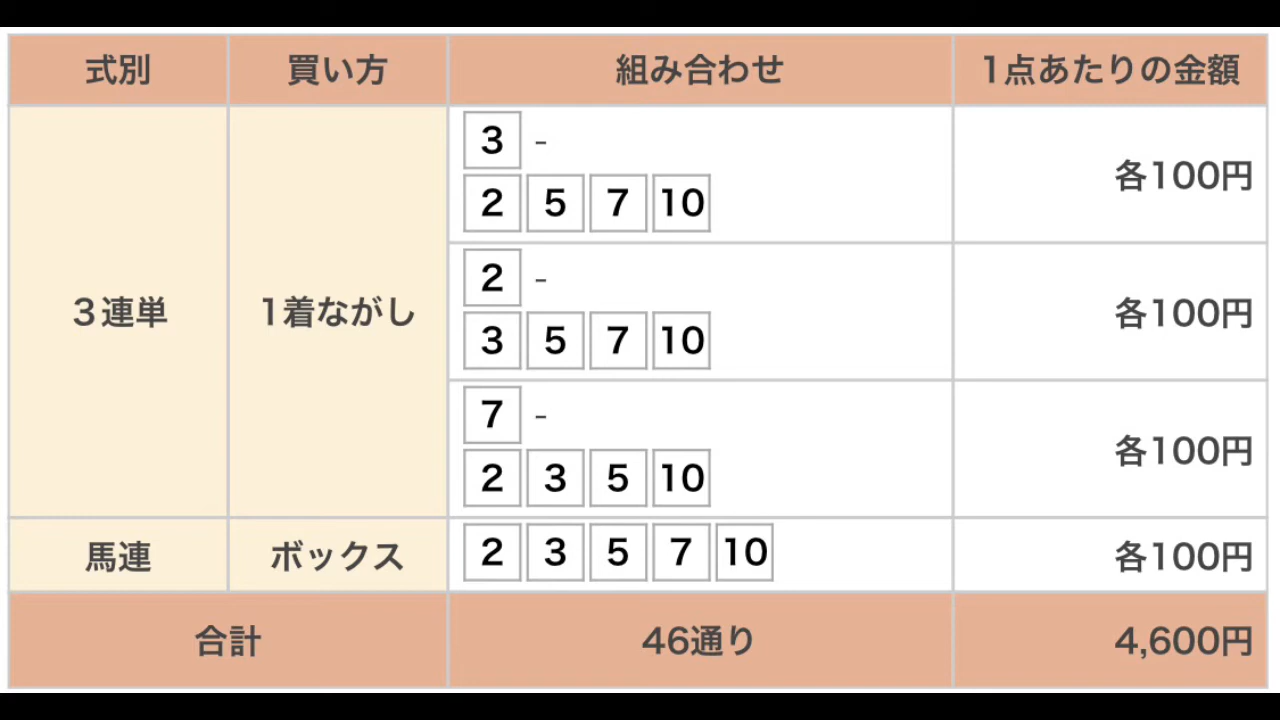 式別 買い方 組み合わせ 1点あたりの金額
3連単 1着ながし
3 -
2 5 7 10
各100円
2 -
3 5 7 10
各100円
7 -
2 3 5 10
各100円
馬連 ボックス 2 3 5 7 10 各100円
合計 46通り 4,600円